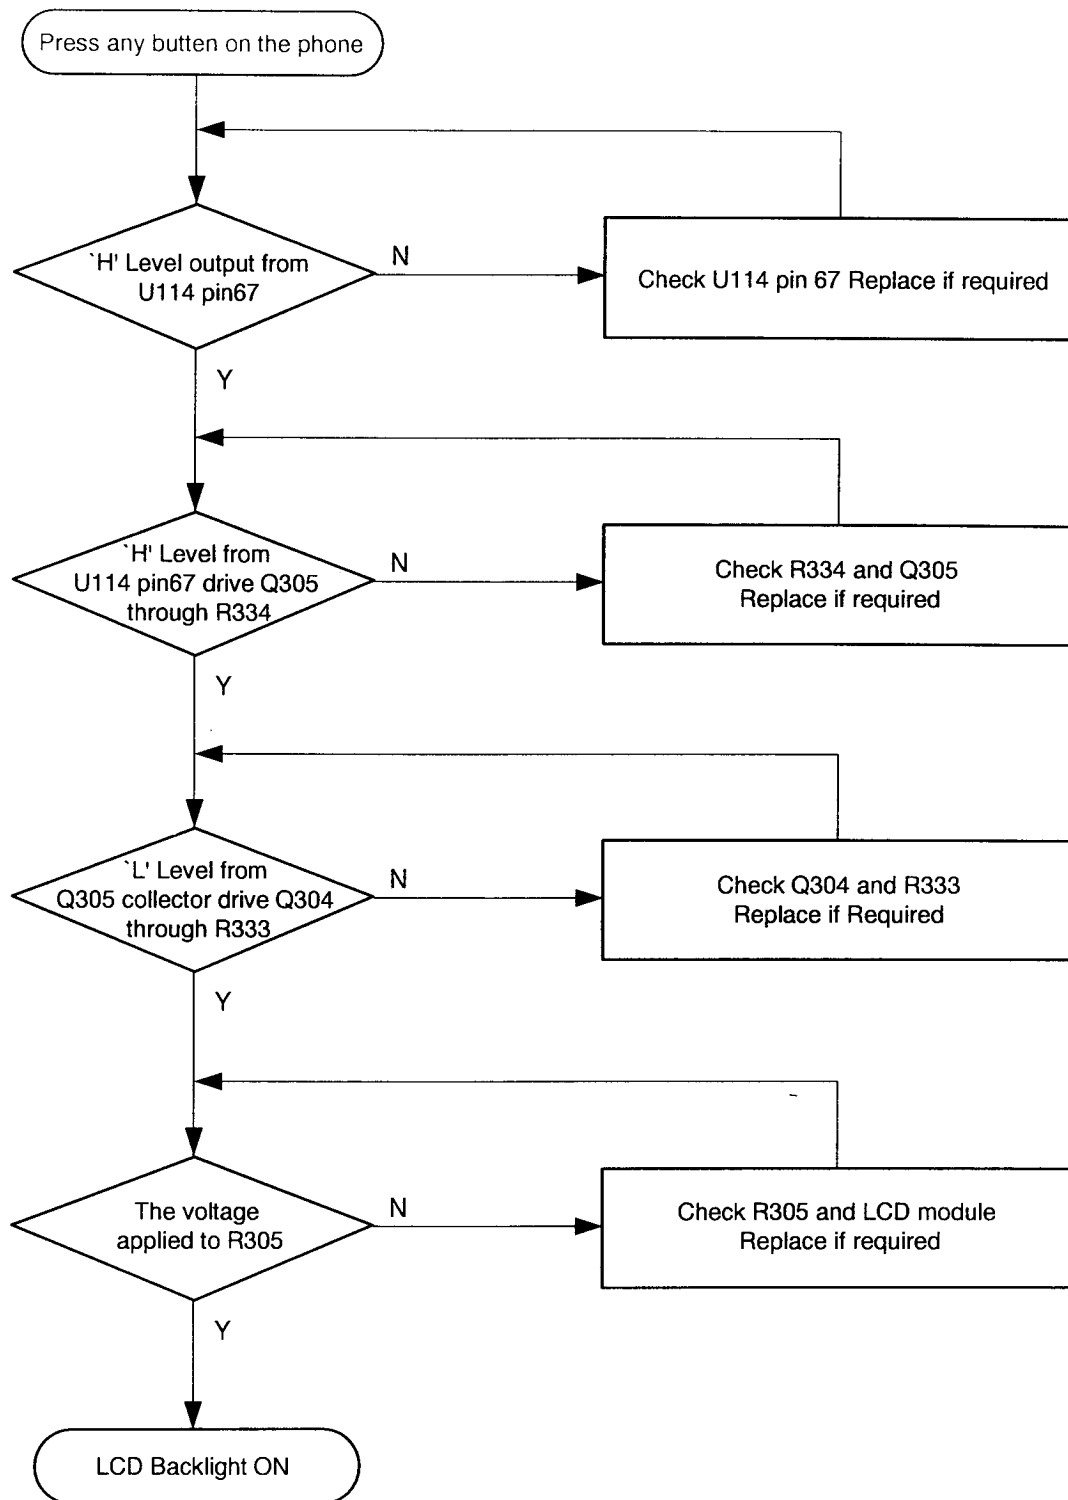 Press any butten on the phone
`H' Level output from
U114 pin67
N
Check U114 pin 67 Replace if required
Y
`H' Level from
U114 pin67 drive Q305
through R334
N
Check R334 and Q305
Replace if required
Y
`L' Level from
Q305 collector drive Q304
through R333
N
Check Q304 and R333
Replace if Required
Y
The voltage
applied to R305
N
Check R305 and LCD module
Replace if required
Y
LCD Backlight ON